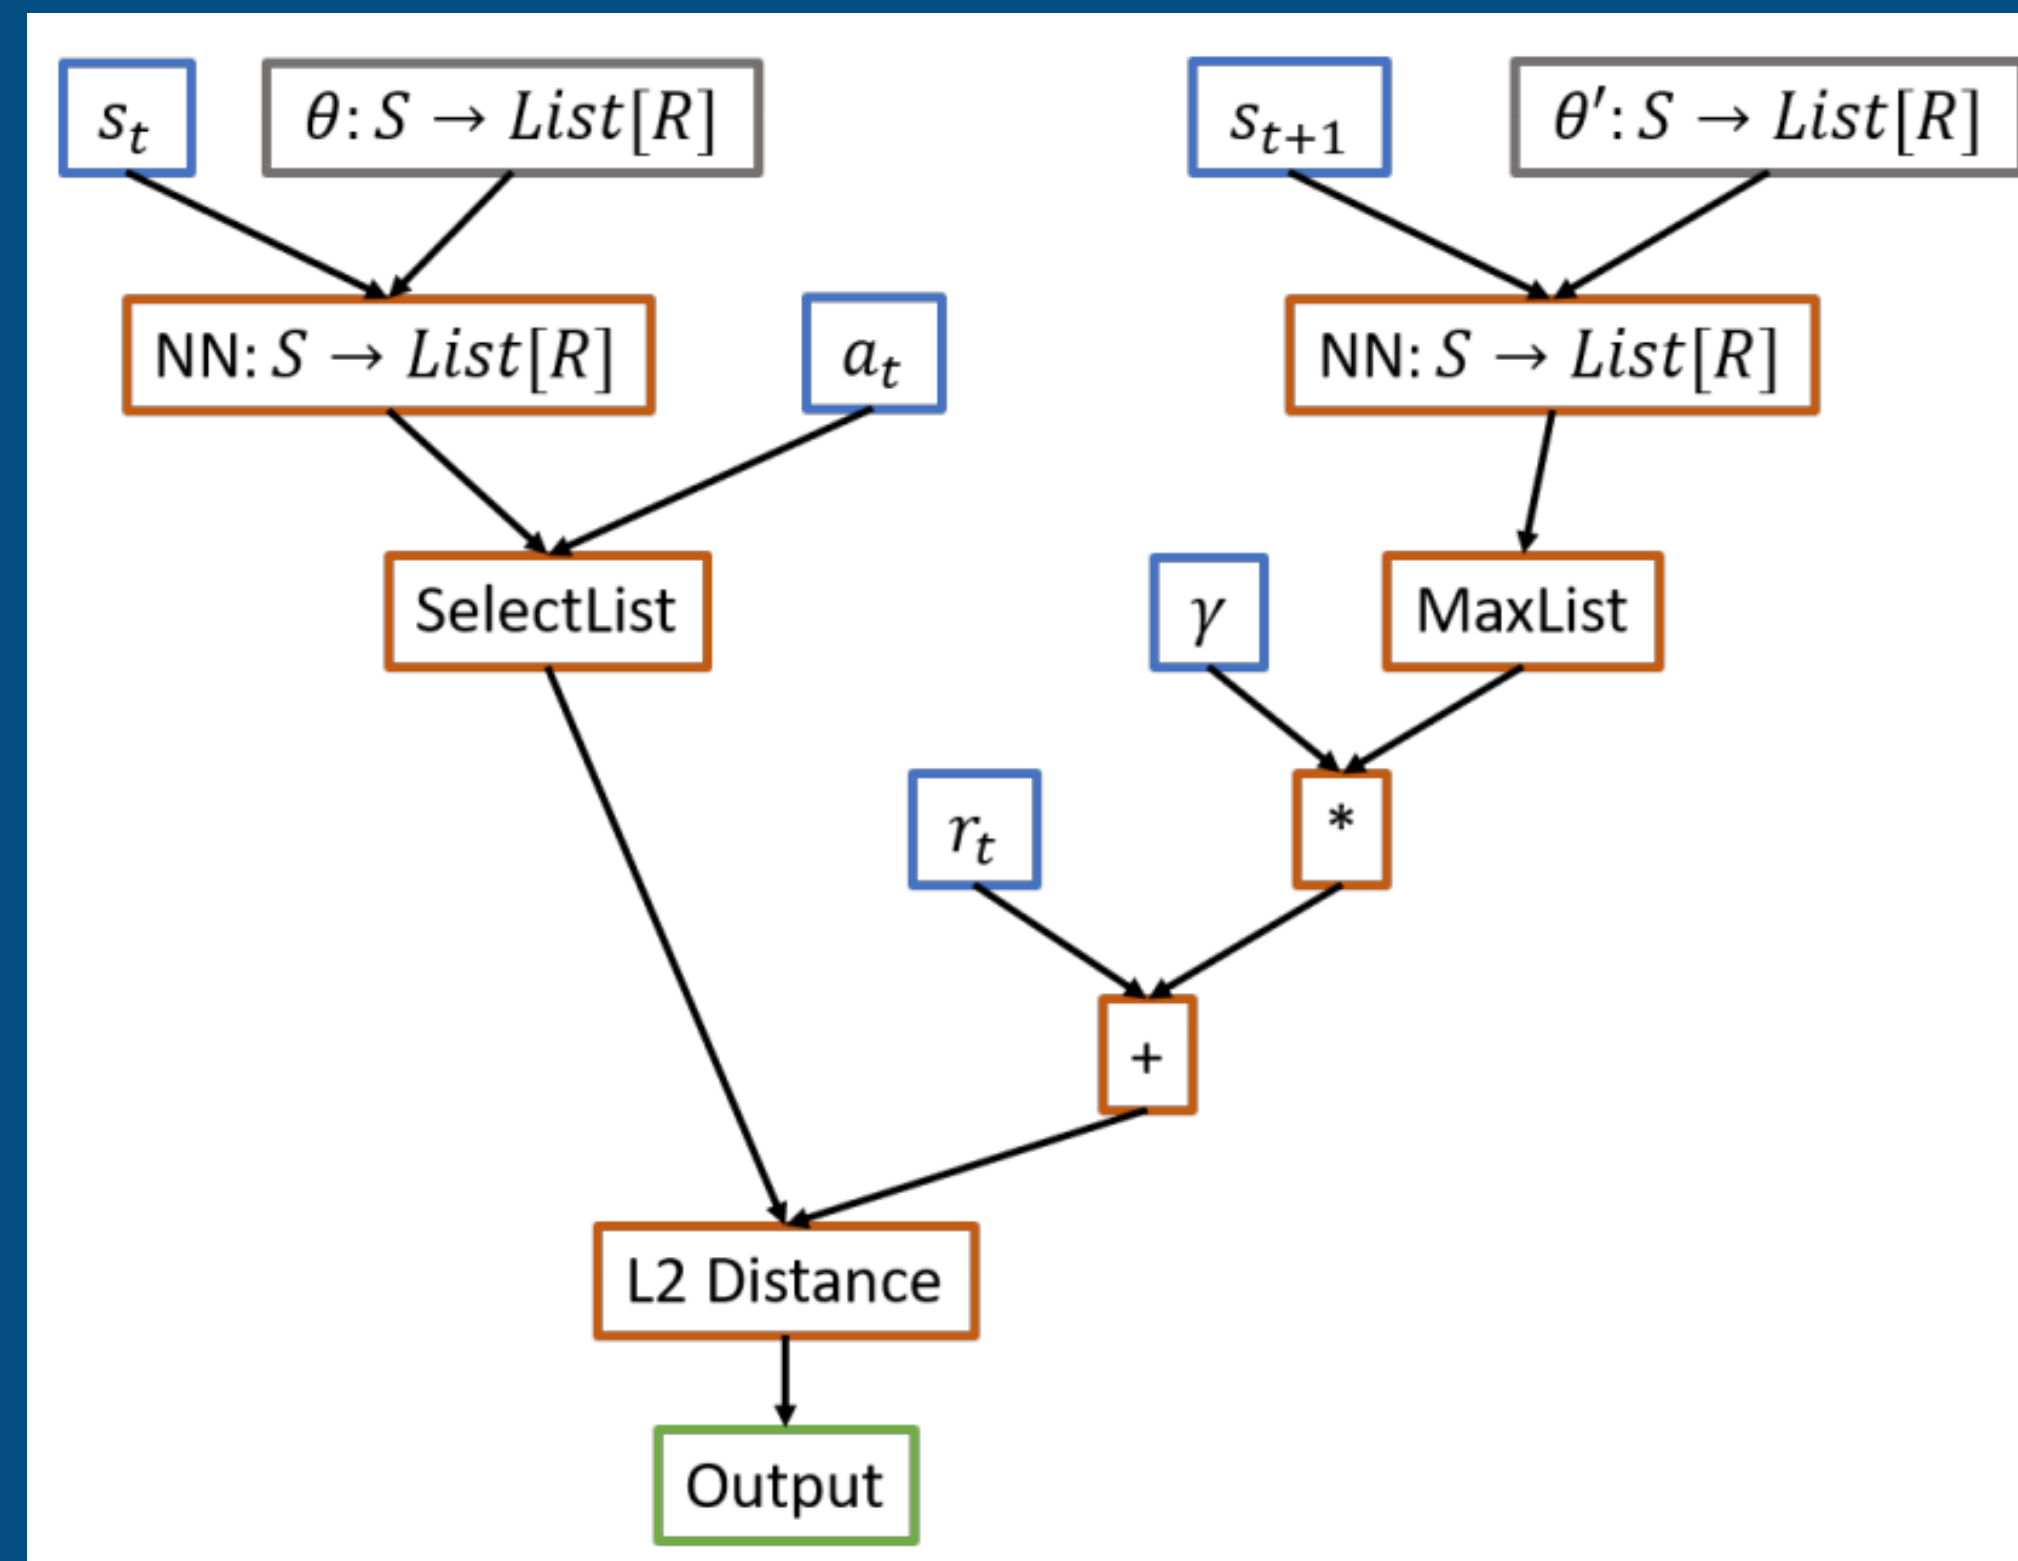 s_t
θ: S → List[R]
s_{t+1}
θ′: S → List[R]
NN: S → List[R]
a_t
NN: S → List[R]
SelectList
γ
MaxList
r_t
*
+
L2 Distance
Output